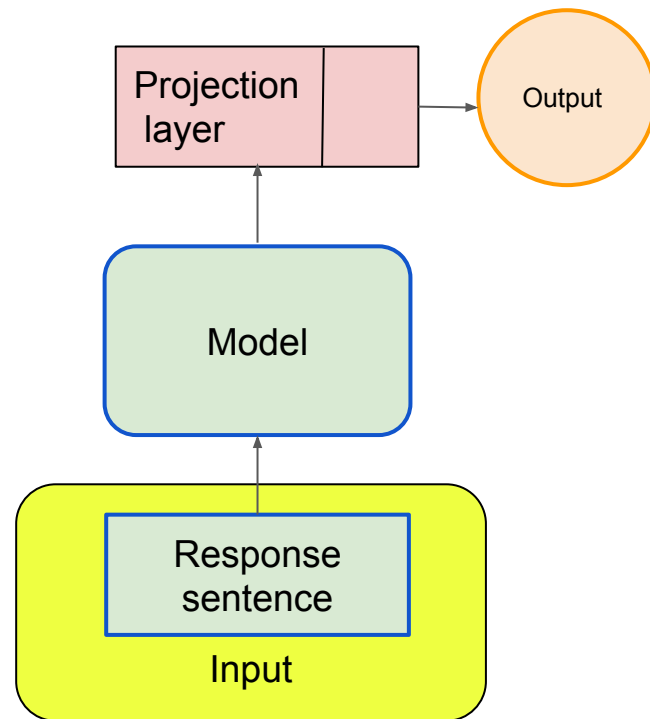 Projection
layer
Output
Model
Response
sentence
Input